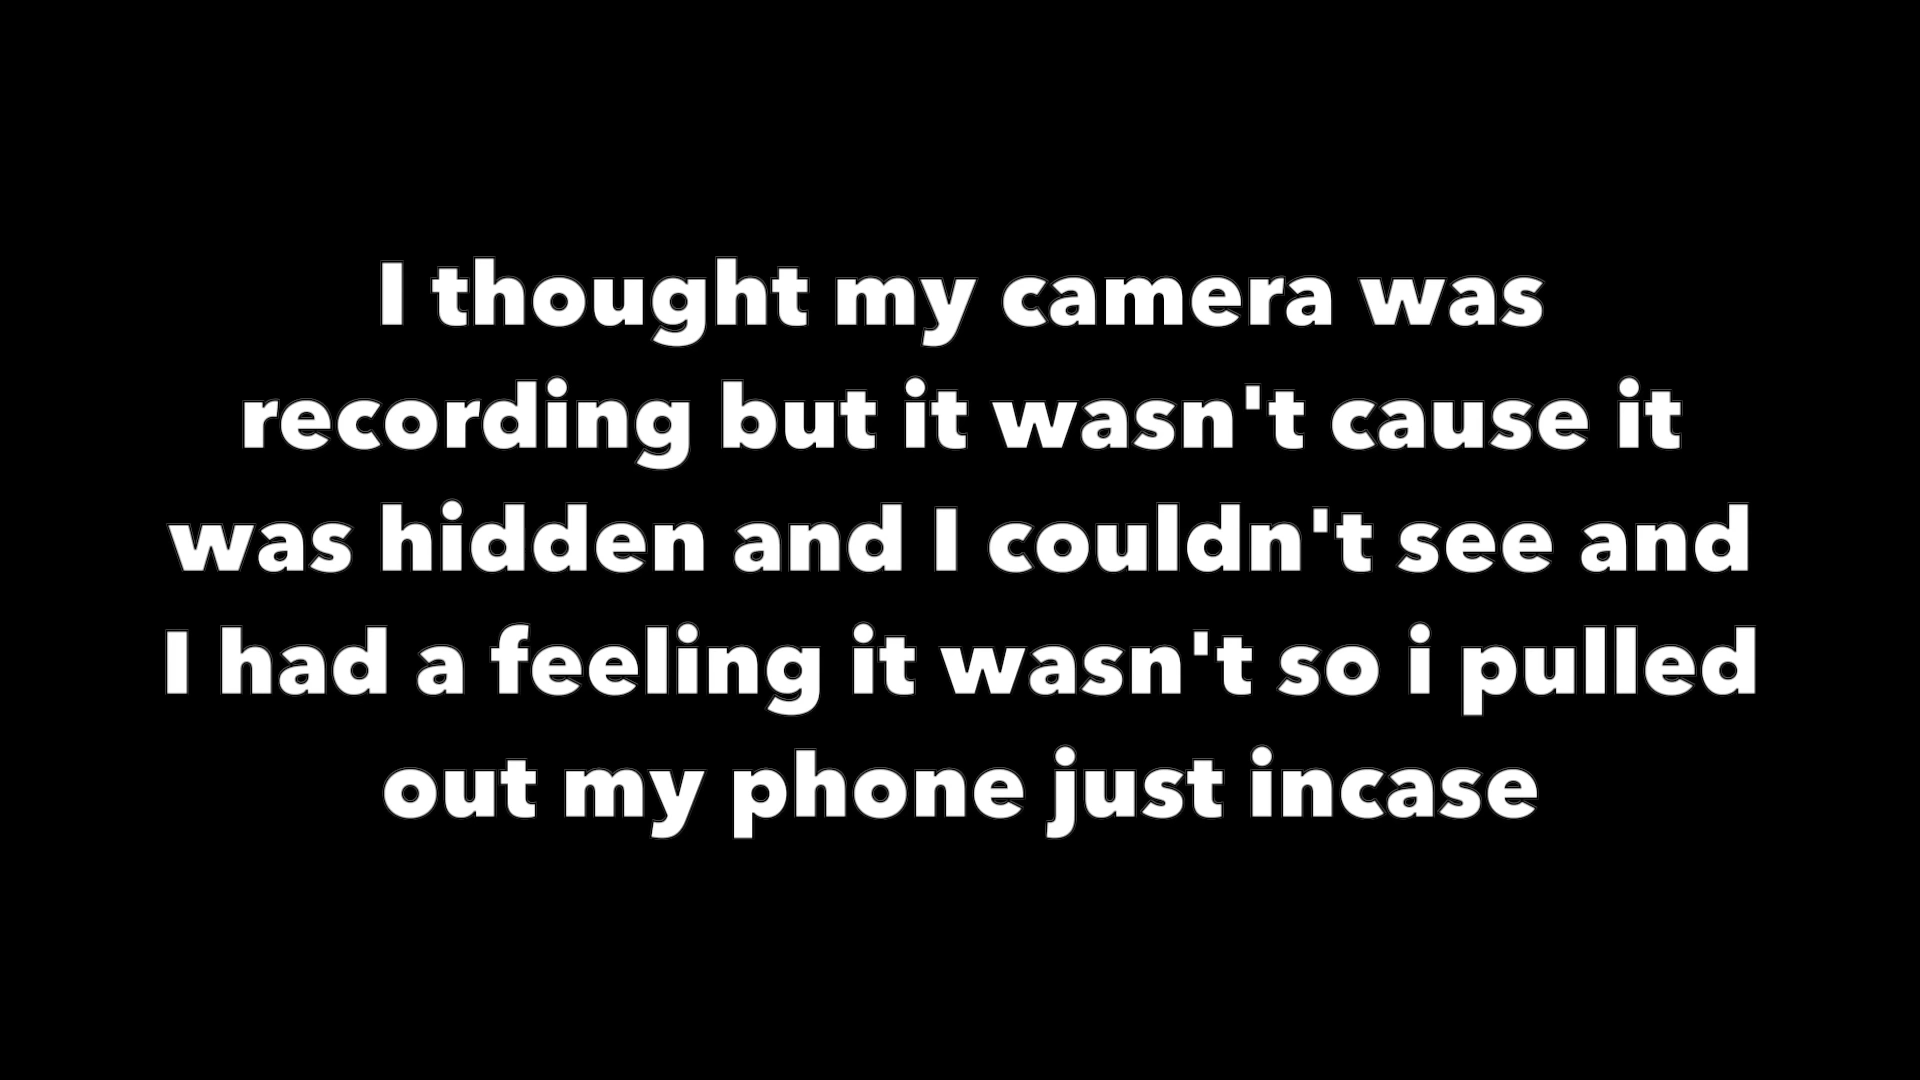 I thought my camera was
recording but it wasn't cause it
was hidden and I couldn't see and
I had a feeling it wasn't so i pulled
out my phone just incase